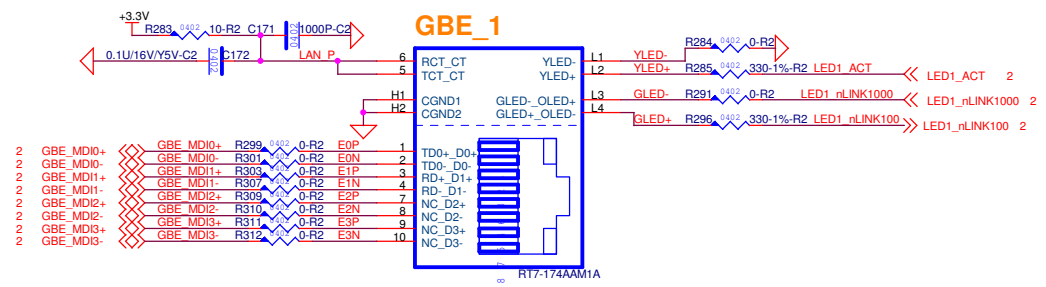 GBE_1
+3.3V
R283 0402 10-R2 C171 0402 1000P-C2
0.1U/16V/Y5V-C2 0402 C172 LAN_P
6 RCT_CT
5 TCT_CT
H1 CGND1
H2 CGND2
YLED- L1 YLED- R284 0402 0-R2
YLED+ L2 YLED+ R285 0402 330-1%-R2 LED1_ACT LED1_ACT 2
GLED-_OLED+ L3 GLED- R291 0402 0-R2 LED1_nLINK1000 LED1_nLINK1000 2
GLED+_OLED- L4 GLED+ R296 0402 330-1%-R2 LED1_nLINK100 LED1_nLINK100 2
2 GBE_MDI0+ GBE_MDI0+ R299 0402 0-R2 E0P 1 TD0+_D0+
2 GBE_MDI0- GBE_MDI0- R301 0402 0-R2 E0N 2 TD0-_D0-
2 GBE_MDI1+ GBE_MDI1+ R303 0402 0-R2 E1P 3 RD+_D1+
2 GBE_MDI1- GBE_MDI1- R307 0402 0-R2 E1N 4 RD-_D1-
2 GBE_MDI2+ GBE_MDI2+ R309 0402 0-R2 E2P 7 NC_D2+
2 GBE_MDI2- GBE_MDI2- R310 0402 0-R2 E2N 8 NC_D2-
2 GBE_MDI3+ GBE_MDI3+ R311 0402 0-R2 E3P 9 NC_D3+
2 GBE_MDI3- GBE_MDI3- R312 0402 0-R2 E3N 10 NC_D3-
RT7-174AAM1A